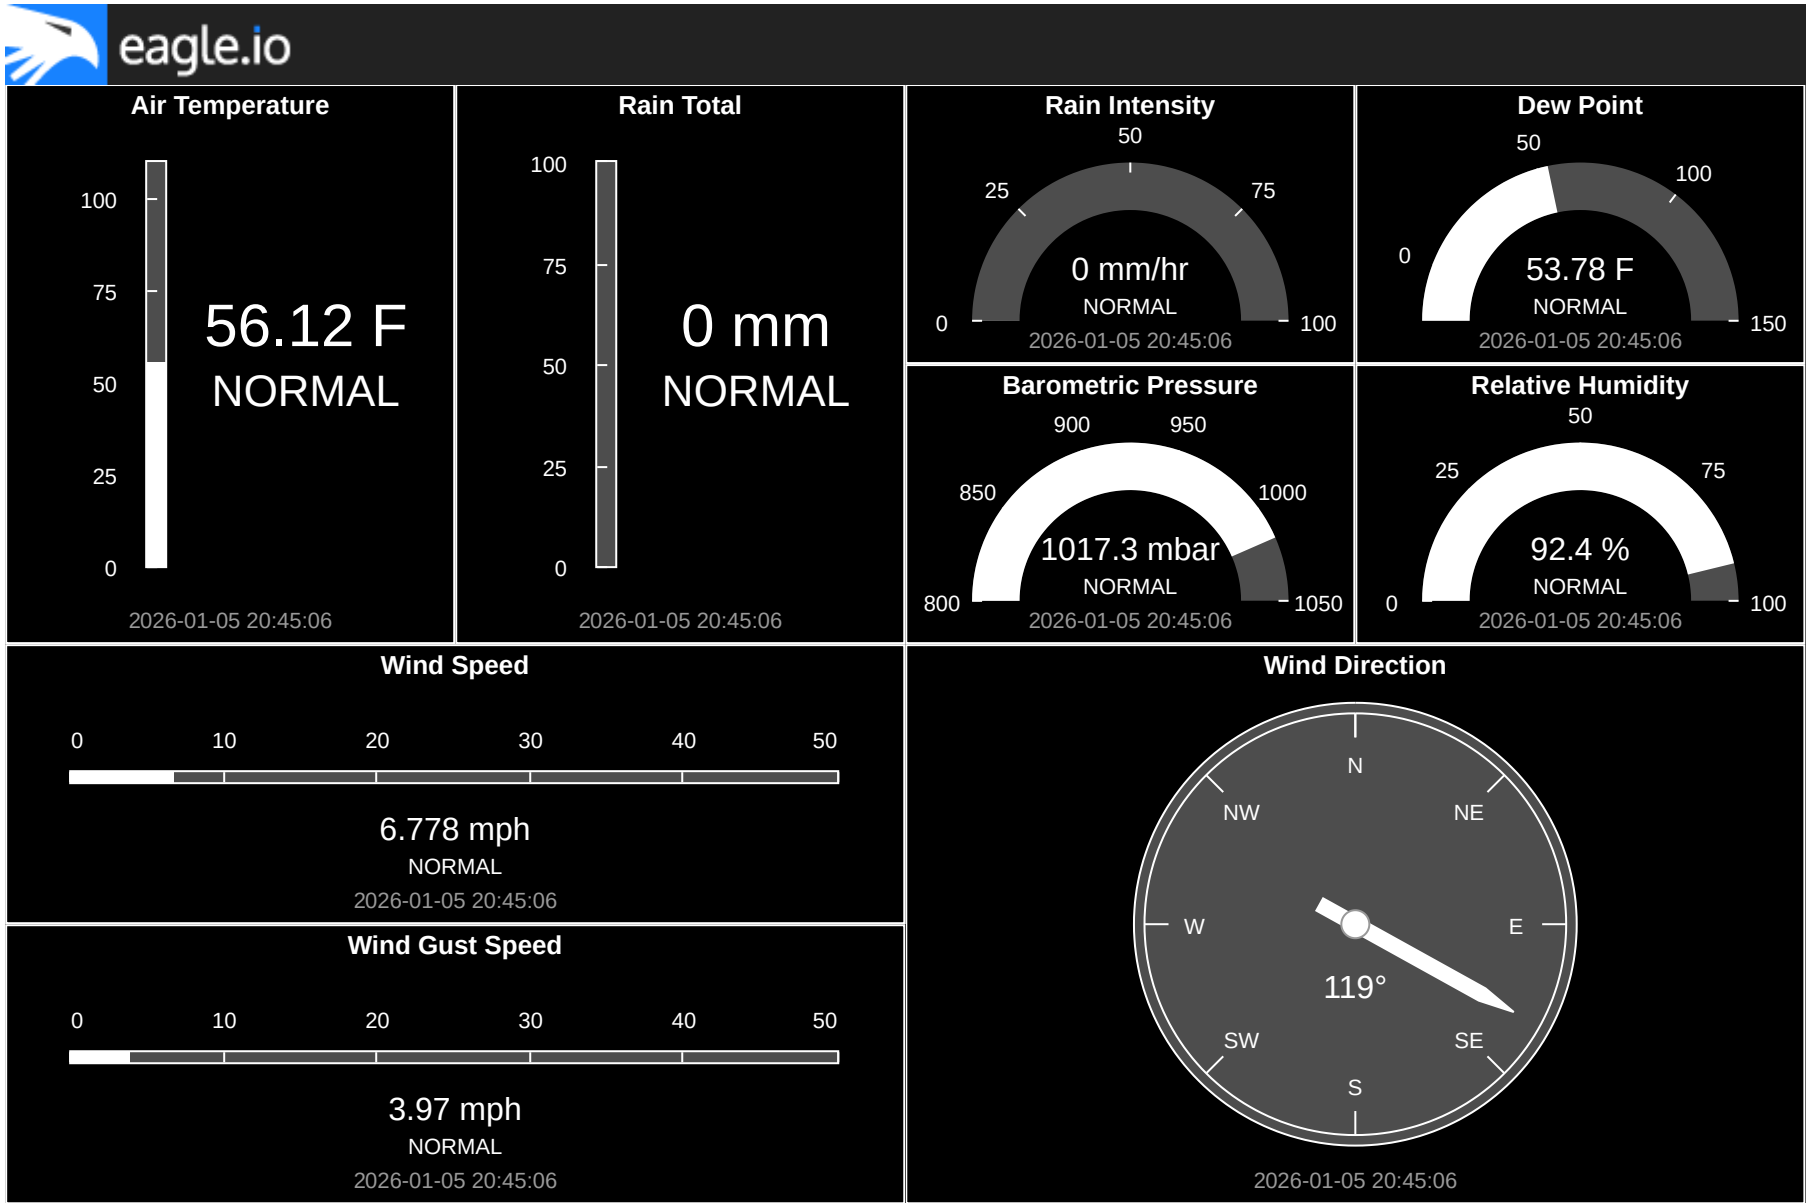 eagle.io
Air Temperature
100
75
50
25
0
56.12 F
NORMAL
2026-01-05 20:45:06
Rain Total
100
75
50
25
0
0 mm
NORMAL
2026-01-05 20:45:06
Rain Intensity
50
25
75
0
100
0 mm/hr
NORMAL
2026-01-05 20:45:06
Dew Point
50
100
0
150
53.78 F
NORMAL
2026-01-05 20:45:06
Barometric Pressure
900
950
850
1000
800
1050
1017.3 mbar
NORMAL
2026-01-05 20:45:06
Relative Humidity
50
25
75
0
100
92.4 %
NORMAL
2026-01-05 20:45:06
Wind Speed
0 10 20 30 40 50
6.778 mph
NORMAL
2026-01-05 20:45:06
Wind Gust Speed
0 10 20 30 40 50
3.97 mph
NORMAL
2026-01-05 20:45:06
Wind Direction
N
NW
NE
W
E
119°
SW
SE
S
2026-01-05 20:45:06